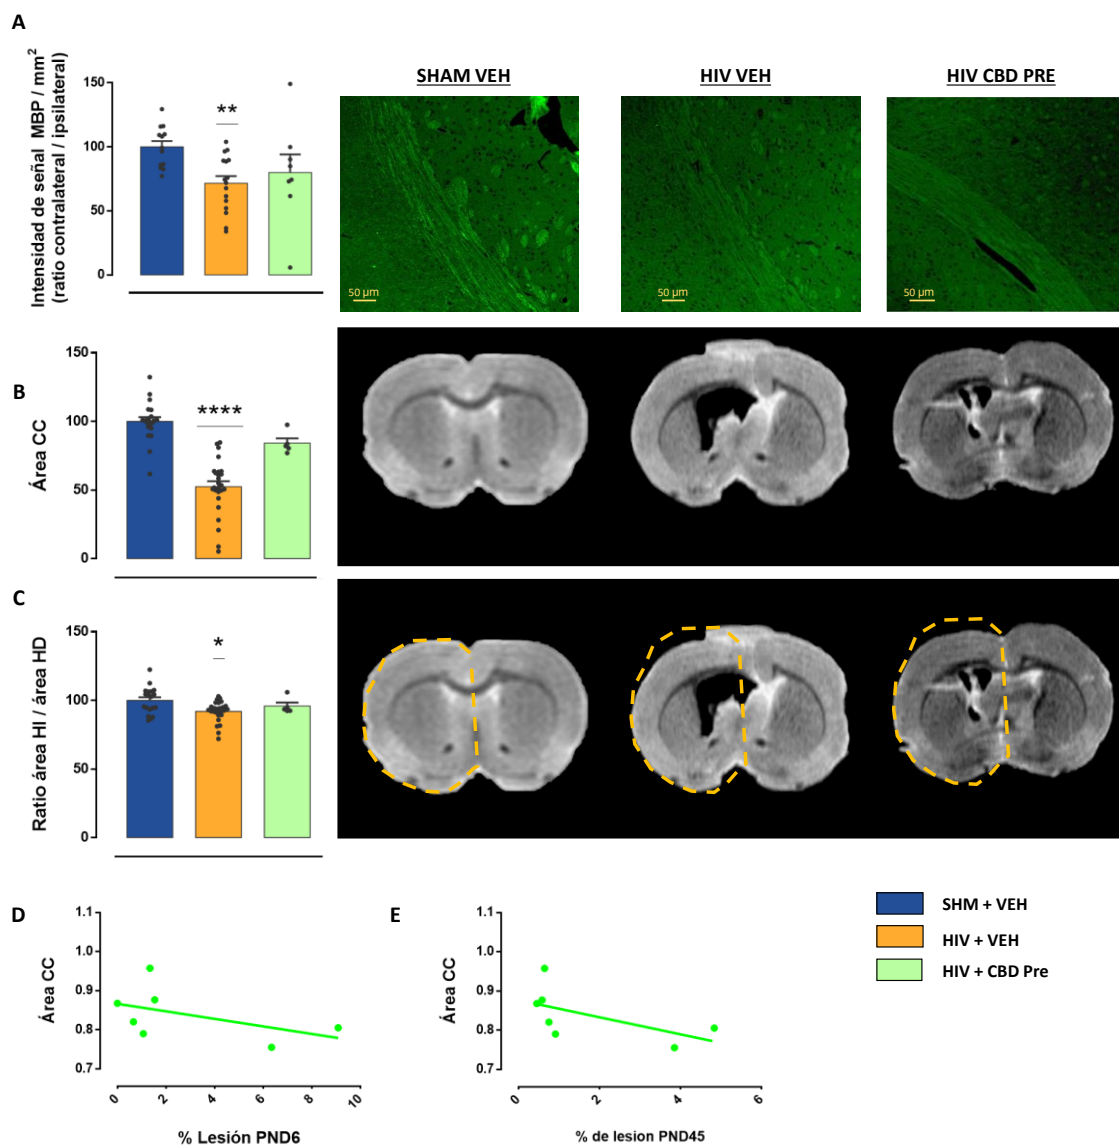 A
SHAM VEH
HIV VEH
HIV CBD PRE
Intensidad de señal MBP / mm²
(ratio contralateral / ipsilateral)
150
100
50
0
**
50 µm
50 µm
50 µm
B
Área CC
150
100
50
0
****
C
Ratio área HI / área HD
150
100
50
0
*
D
Área CC
1.1
1.0
0.9
0.8
0.7
0
2
4
6
8
10
% Lesión PND6
E
Área CC
1.1
1.0
0.9
0.8
0.7
0
2
4
6
% de lesion PND45
SHM + VEH
HIV + VEH
HIV + CBD Pre